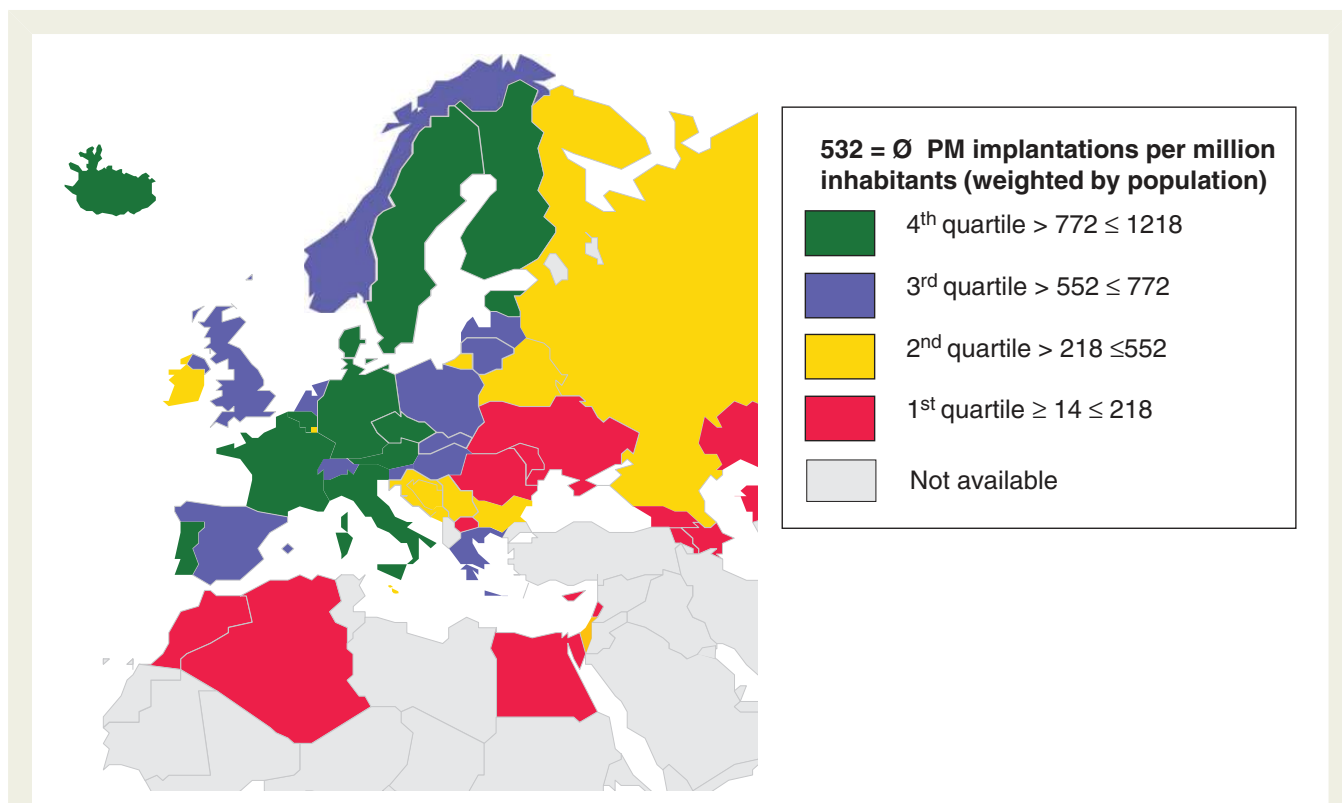 532 = Ø PM implantations per million
inhabitants (weighted by population)
4th quartile > 772 ≤ 1218
3rd quartile > 552 ≤ 772
2nd quartile > 218 ≤552
1st quartile ≥ 14 ≤ 218
Not available